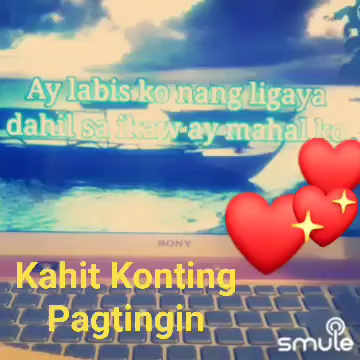 Ay labis ko nang ligaya
dahil sa ikaw ay mahal ko
SONY
Kahit Konting
Pagtingin
smule